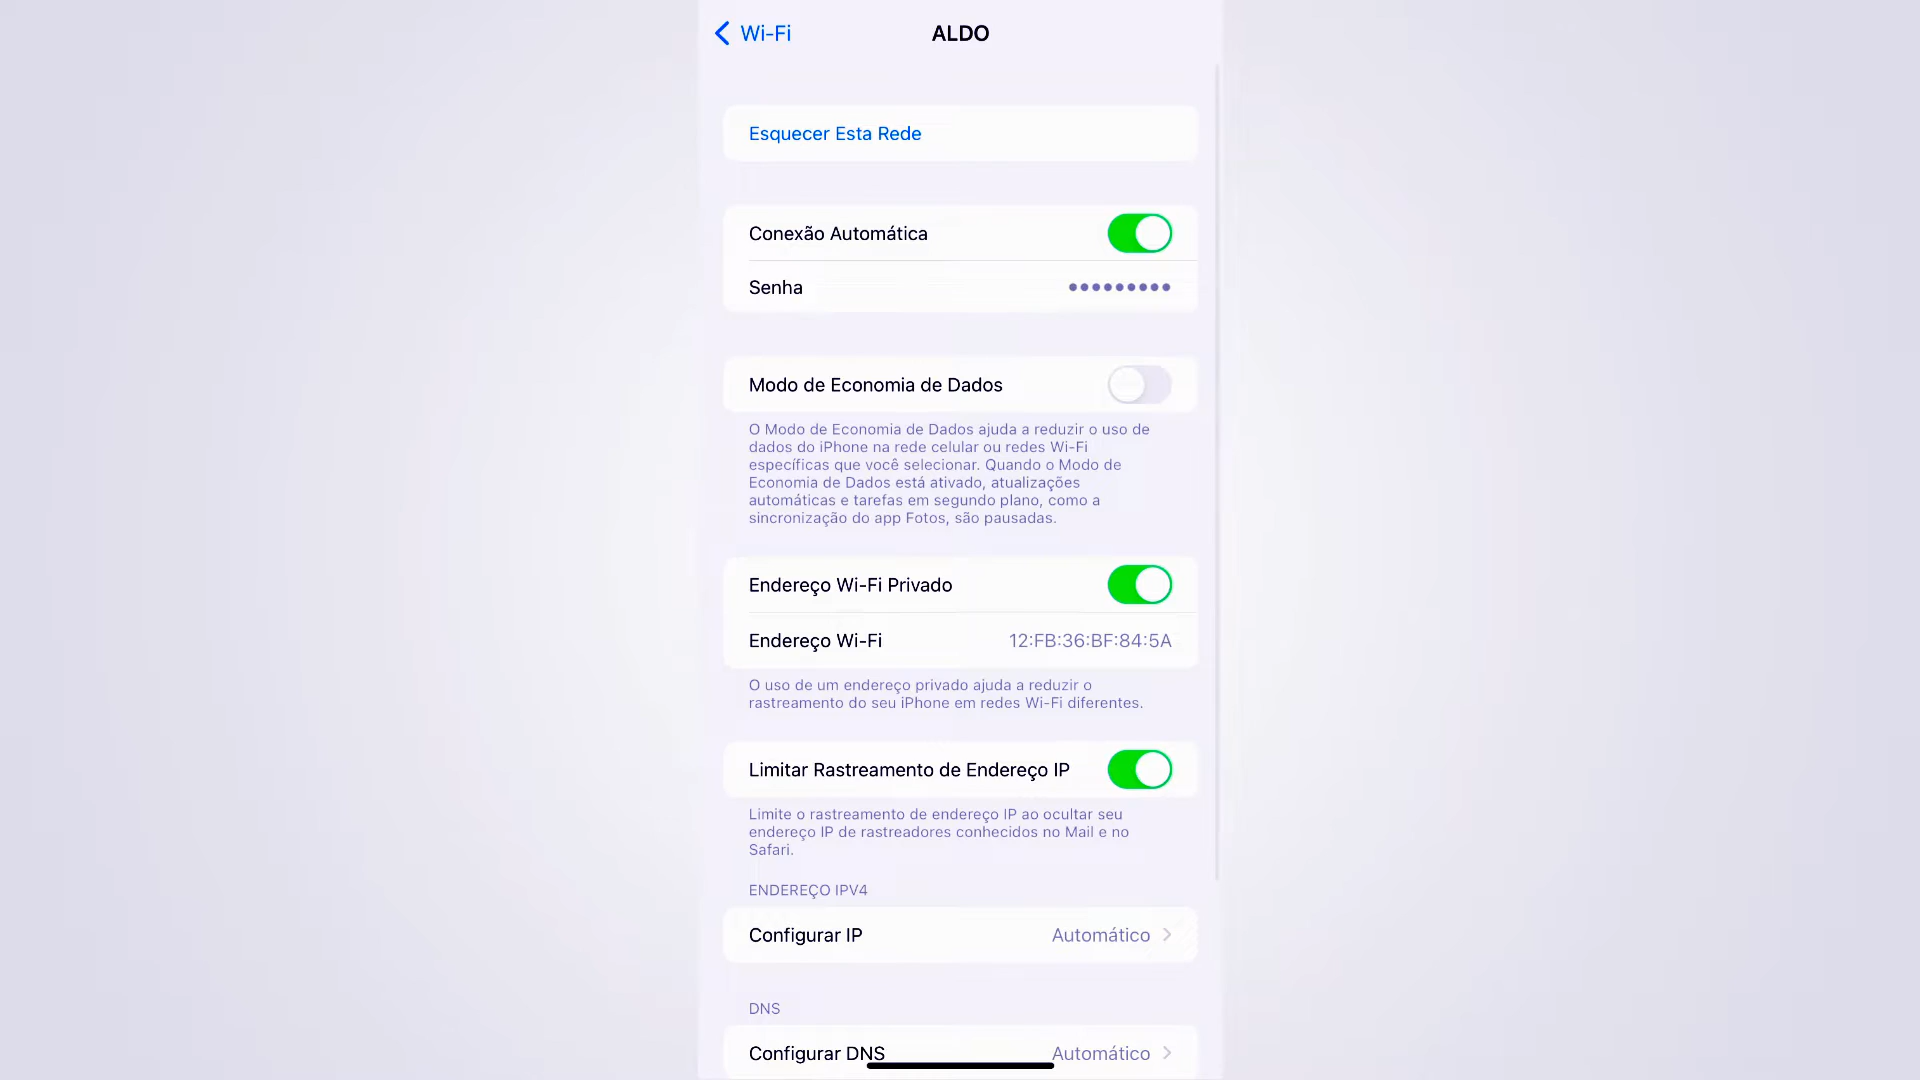 Wi-Fi
ALDO
Esquecer Esta Rede
Conexão Automática
Senha
Modo de Economia de Dados
O Modo de Economia de Dados ajuda a reduzir o uso de
dados do iPhone na rede celular ou redes Wi-Fi
específicas que você selecionar. Quando o Modo de
Economia de Dados está ativado, atualizações
automáticas e tarefas em segundo plano, como a
sincronização do app Fotos, são pausadas.
Endereço Wi-Fi Privado
Endereço Wi-Fi 12:FB:36:BF:84:5A
O uso de um endereço privado ajuda a reduzir o
rastreamento do seu iPhone em redes Wi-Fi diferentes.
Limitar Rastreamento de Endereço IP
Limite o rastreamento de endereço IP ao ocultar seu
endereço IP de rastreadores conhecidos no Mail e no
Safari.
ENDEREÇO IPV4
Configurar IP Automático
DNS
Configurar DNS Automático